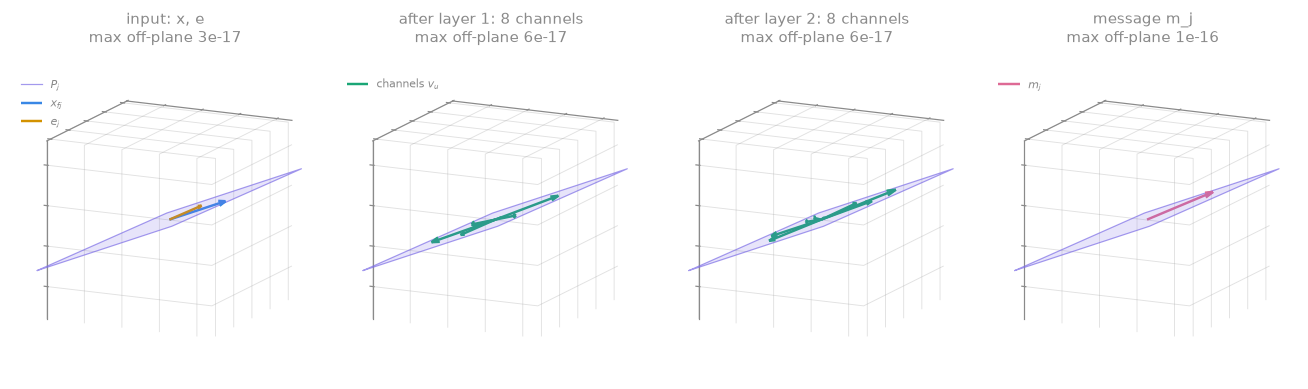 input: x, e
max off-plane 3e-17
P_j
x_fj
e_j
after layer 1: 8 channels
max off-plane 6e-17
channels v_u
after layer 2: 8 channels
max off-plane 6e-17
message m_j
max off-plane 1e-16
m_j